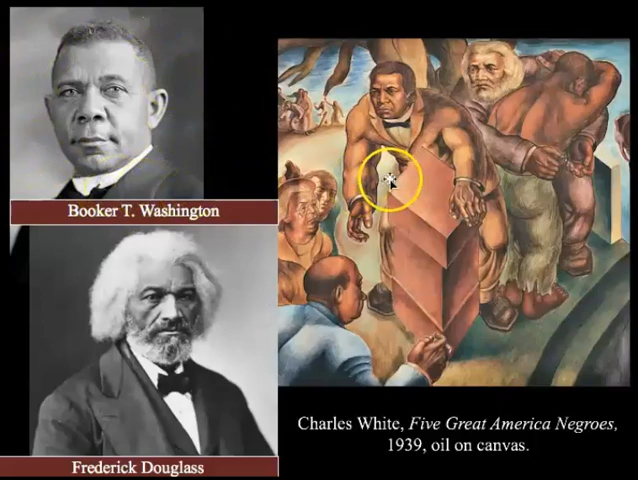 Booker T. Washington
Frederick Douglass
Charles White, Five Great America Negroes,
1939, oil on canvas.